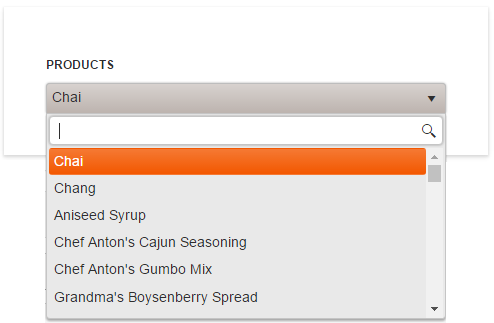 PRODUCTS
Chai
Chai
Chang
Aniseed Syrup
Chef Anton's Cajun Seasoning
Chef Anton's Gumbo Mix
Grandma's Boysenberry Spread